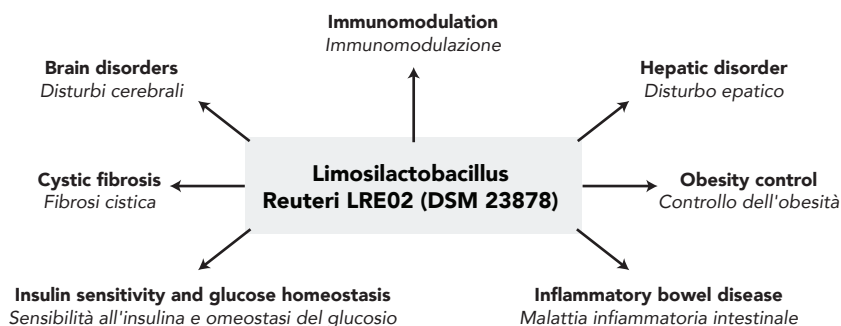 Immunomodulation
Immunomodulazione
Brain disorders
Disturbi cerebrali
Hepatic disorder
Disturbo epatico
Cystic fibrosis
Fibrosi cistica
Limosilactobacillus
Reuteri LRE02 (DSM 23878)
Obesity control
Controllo dell'obesità
Insulin sensitivity and glucose homeostasis
Sensibilità all'insulina e omeostasi del glucosio
Inflammatory bowel disease
Malattia infiammatoria intestinale